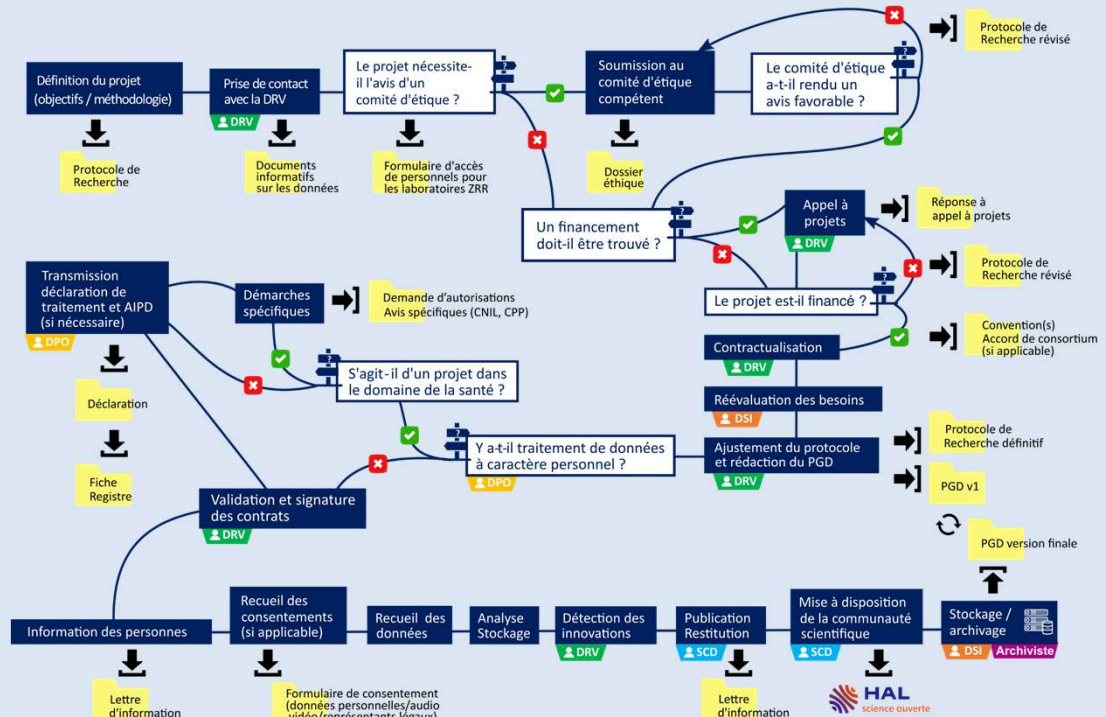 Définition du projet
(objectifs / méthodologie)
Protocole de
Recherche
Prise de contact
avec la DRV
DRV
Documents
informatifs
sur les données
Le projet nécessite-
il l'avis d'un
comité d'étique ?
Formulaire d'accès
de personnels pour
les laboratoires ZRR
Soumission au
comité d'étique
compétent
Dossier
éthique
Le comité d'étique
a-t-il rendu un
avis favorable ?
Protocole de
Recherche révisé
Un financement
doit-il être trouvé ?
Appel à
projets
DRV
Réponse à
appel à projets
Le projet est-il financé ?
Protocole de
Recherche révisé
Convention(s)
Accord de consortium
(si applicable)
Contractualisation
DRV
Réévaluation des besoins
DSI
Ajustement du protocole
et rédaction du PGD
DRV
Protocole de
Recherche définitif
PGD v1
PGD version finale
Y a-t-il traitement de données
à caractère personnel ?
DPO
S'agit-il d'un projet dans
le domaine de la santé ?
Démarches
spécifiques
Demande d'autorisations
Avis spécifiques (CNIL, CPP)
Transmission
déclaration de
traitement et AIPD
(si nécessaire)
DPO
Déclaration
Fiche
Registre
Validation et signature
des contrats
DRV
Information des personnes
Lettre
d'information
Recueil des
consentements
(si applicable)
Formulaire de consentement
(données personnelles/audio
vidéo/représentants légaux)
Recueil des
données
Analyse
Stockage
Détection des
innovations
DRV
Publication
Restitution
SCD
Lettre
d'information
Mise à disposition
de la communauté
scientifique
SCD
HAL
science ouverte
Stockage /
archivage
DSI
Archiviste